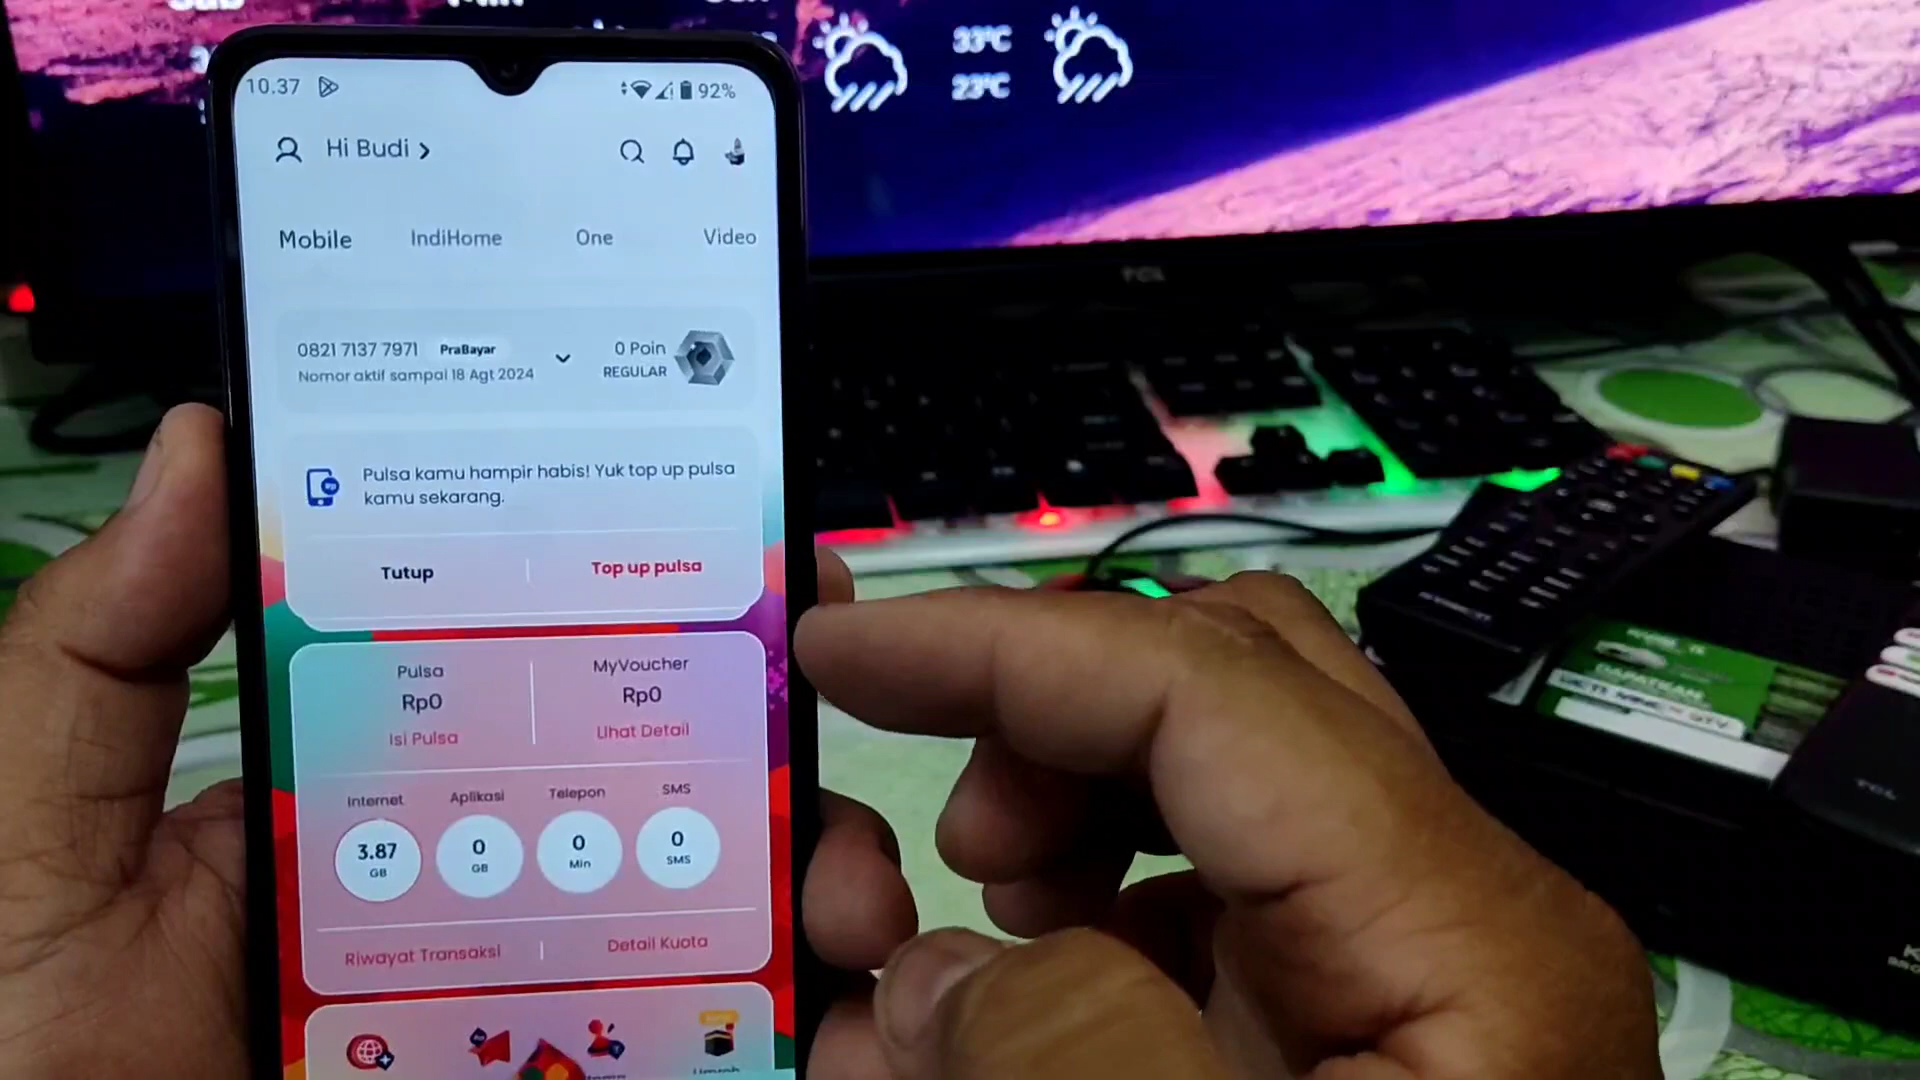 33°C
23°C
TCL
10.37
92%
Hi Budi >
Mobile IndiHome One Video
0821 7137 7971 PraBayar
Nomor aktif sampai 18 Agt 2024
0 Poin
REGULAR
Pulsa kamu hampir habis! Yuk top up pulsa
kamu sekarang.
Tutup Top up pulsa
Pulsa MyVoucher
Rp0 Rp0
Isi Pulsa Lihat Detail
Internet Aplikasi Telepon SMS
3.87 0 0 0
GB GB Min SMS
Riwayat Transaksi Detail Kuota
DAPATKAN
TCL